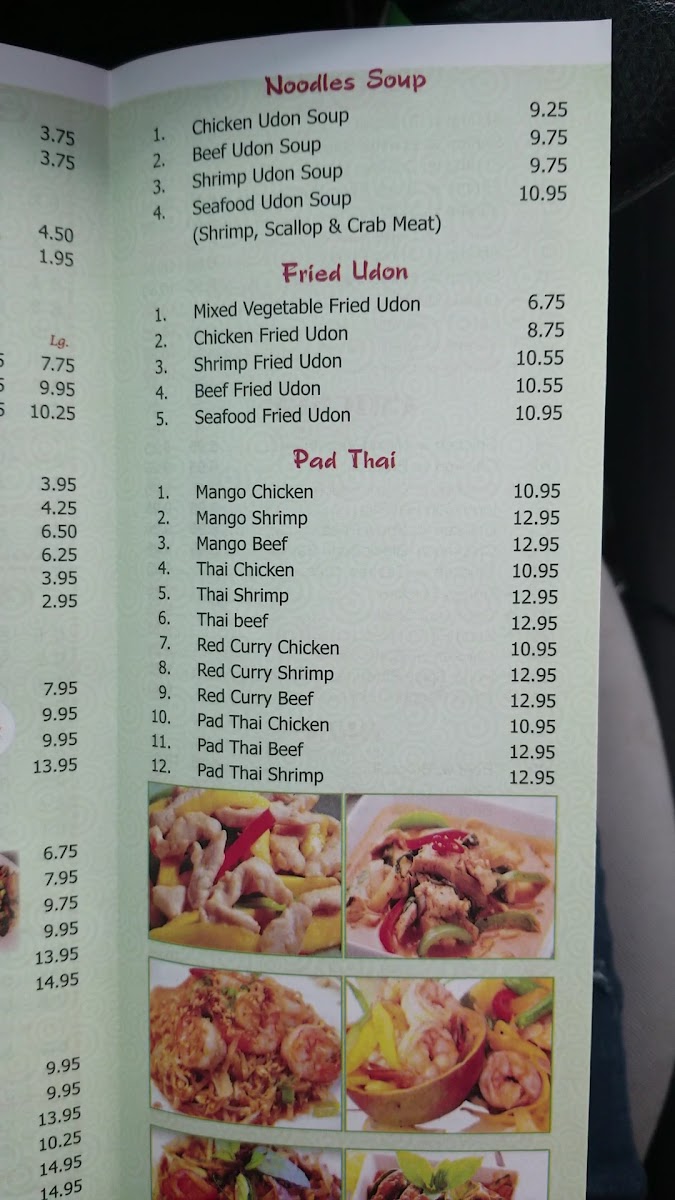 3.75
3.75
4.50
1.95
Lg.
5 7.75
5 9.95
5 10.25
3.95
4.25
6.50
6.25
3.95
2.95
7.95
9.95
9.95
13.95
6.75
7.95
9.75
9.95
13.95
14.95
9.95
9.95
13.95
10.25
14.95
14.95
Noodles Soup
1. Chicken Udon Soup 9.25
2. Beef Udon Soup 9.75
3. Shrimp Udon Soup 9.75
4. Seafood Udon Soup 10.95
(Shrimp, Scallop & Crab Meat)
Fried Udon
1. Mixed Vegetable Fried Udon 6.75
2. Chicken Fried Udon 8.75
3. Shrimp Fried Udon 10.55
4. Beef Fried Udon 10.55
5. Seafood Fried Udon 10.95
Pad Thai
1. Mango Chicken 10.95
2. Mango Shrimp 12.95
3. Mango Beef 12.95
4. Thai Chicken 10.95
5. Thai Shrimp 12.95
6. Thai beef 12.95
7. Red Curry Chicken 10.95
8. Red Curry Shrimp 12.95
9. Red Curry Beef 12.95
10. Pad Thai Chicken 10.95
11. Pad Thai Beef 12.95
12. Pad Thai Shrimp 12.95